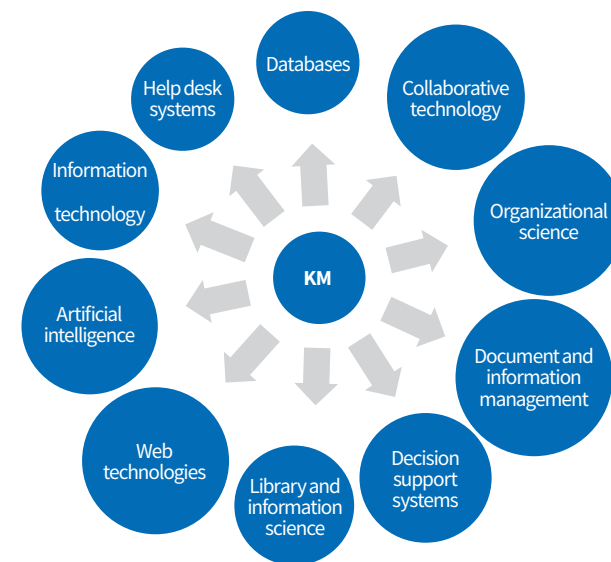 Databases
Collaborative
technology
Organizational
science
Document and
information
management
Decision
support
systems
Library and
information
science
Web
technologies
Artificial
intelligence
Information
technology
Help desk
systems
KM